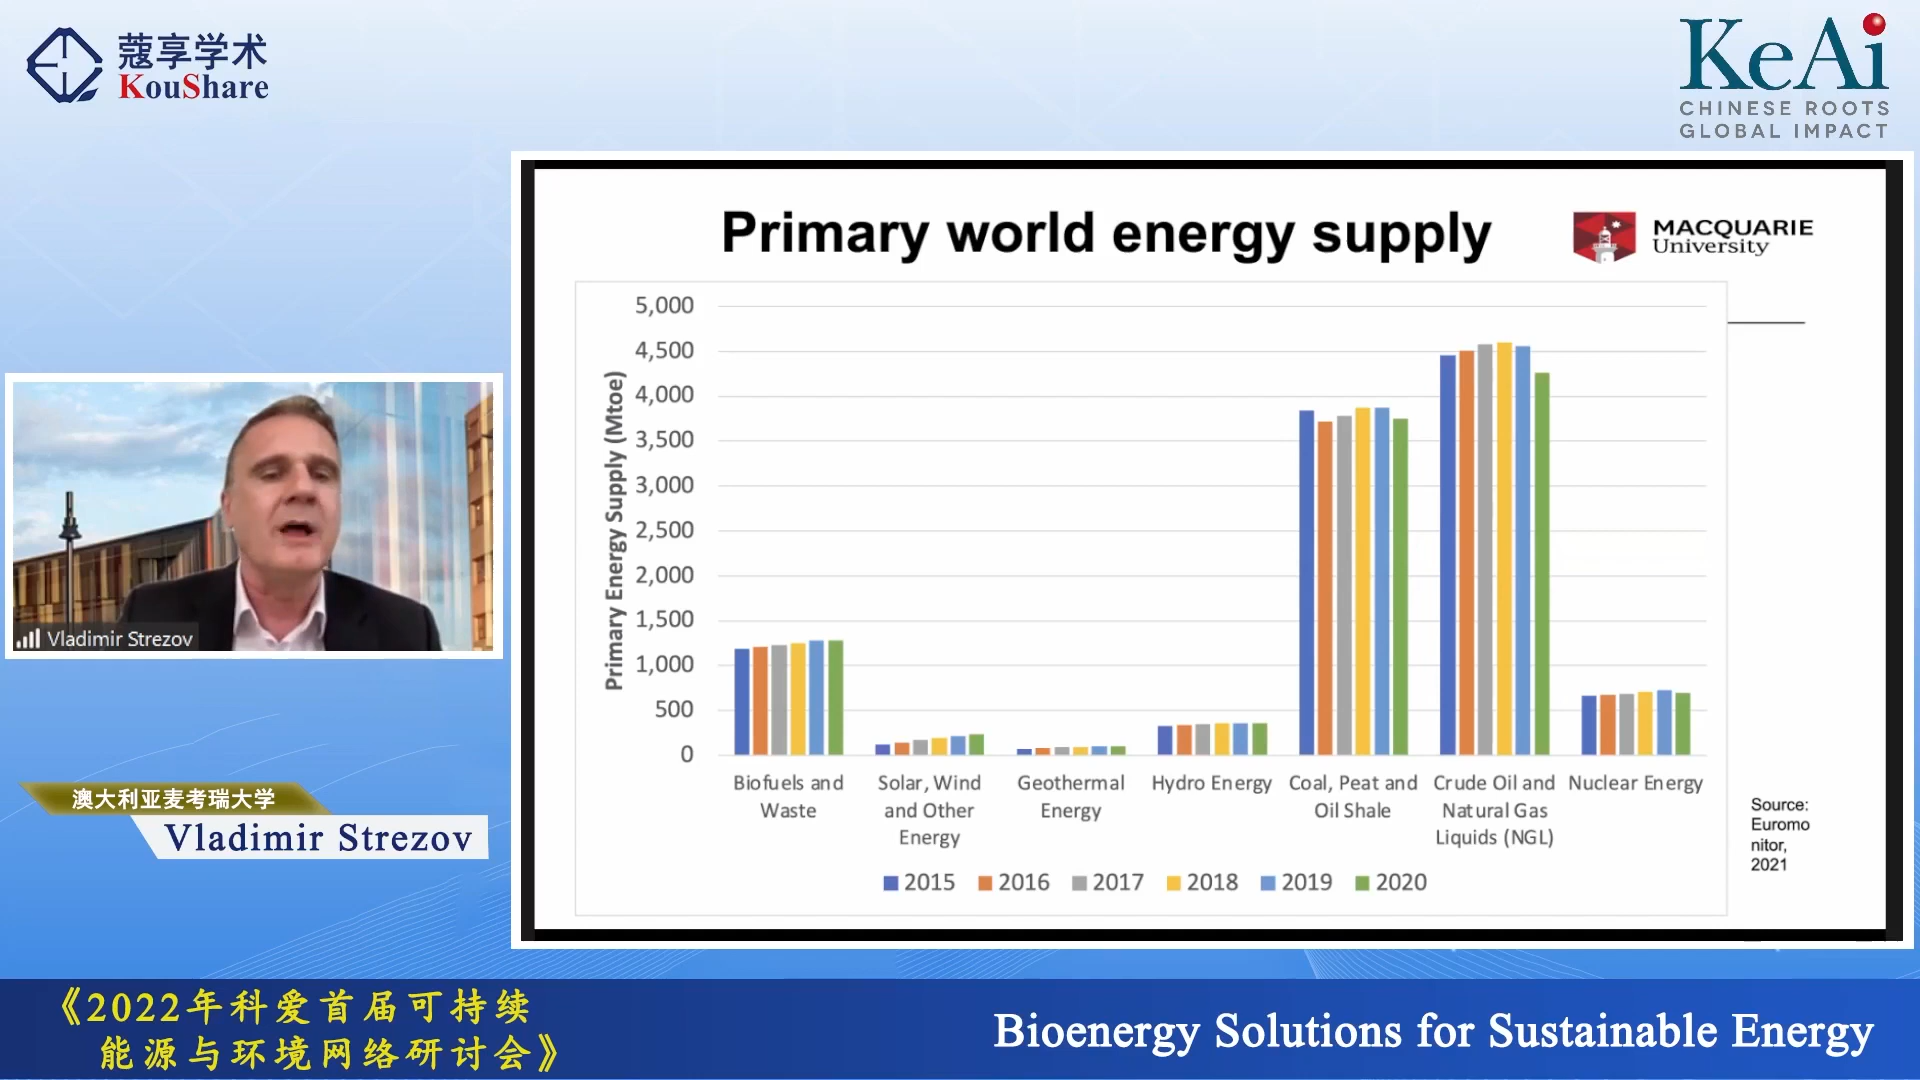 蔻享学术
KouShare
KeAi
CHINESE ROOTS
GLOBAL IMPACT
Primary world energy supply
MACQUARIE
University
Primary Energy Supply (Mtoe)
5,000
4,500
4,000
3,500
3,000
2,500
2,000
1,500
1,000
500
0
Biofuels and
Waste
Solar, Wind
and Other
Energy
Geothermal
Energy
Hydro Energy
Coal, Peat and
Oil Shale
Crude Oil and
Natural Gas
Liquids (NGL)
Nuclear Energy
2015 2016 2017 2018 2019 2020
Source:
Euromo
nitor,
2021
Vladimir Strezov
澳大利亚麦考瑞大学
Vladimir Strezov
《2022年科爱首届可持续
能源与环境网络研讨会》
Bioenergy Solutions for Sustainable Energy